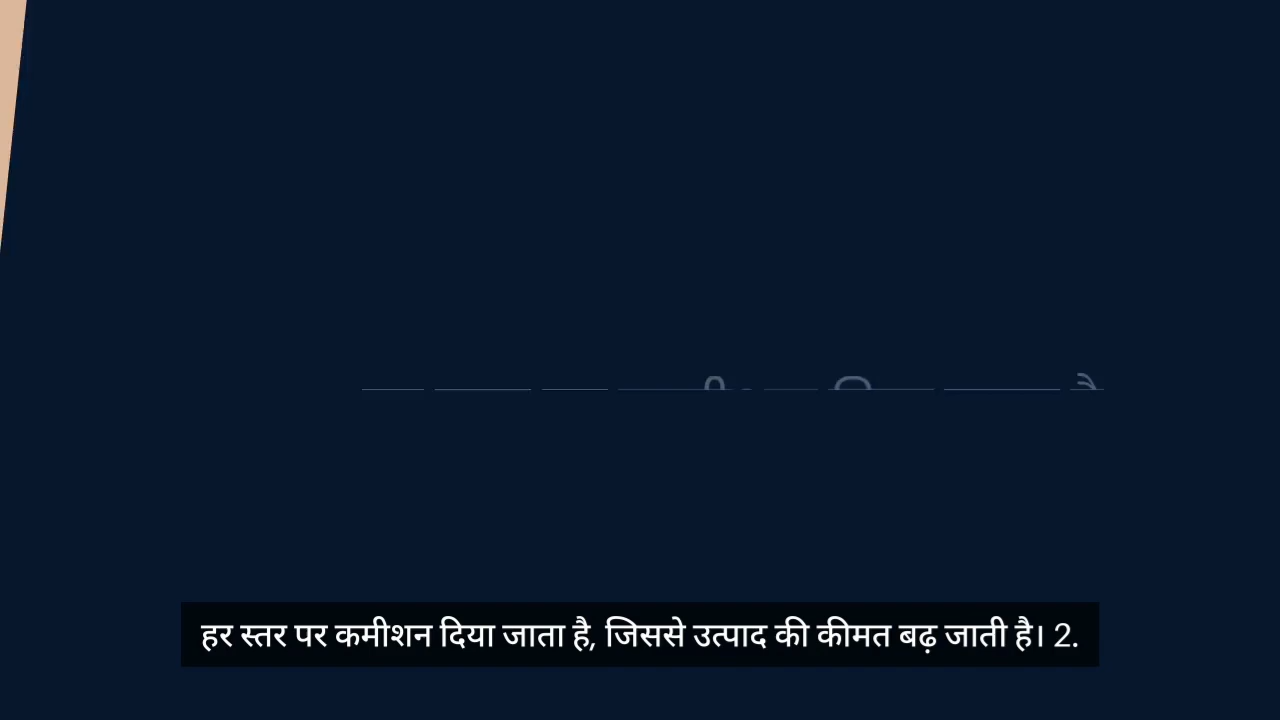 हर स्तर पर कमीशन दिया जाता है, जिससे उत्पाद की कीमत बढ़ जाती है। 2.